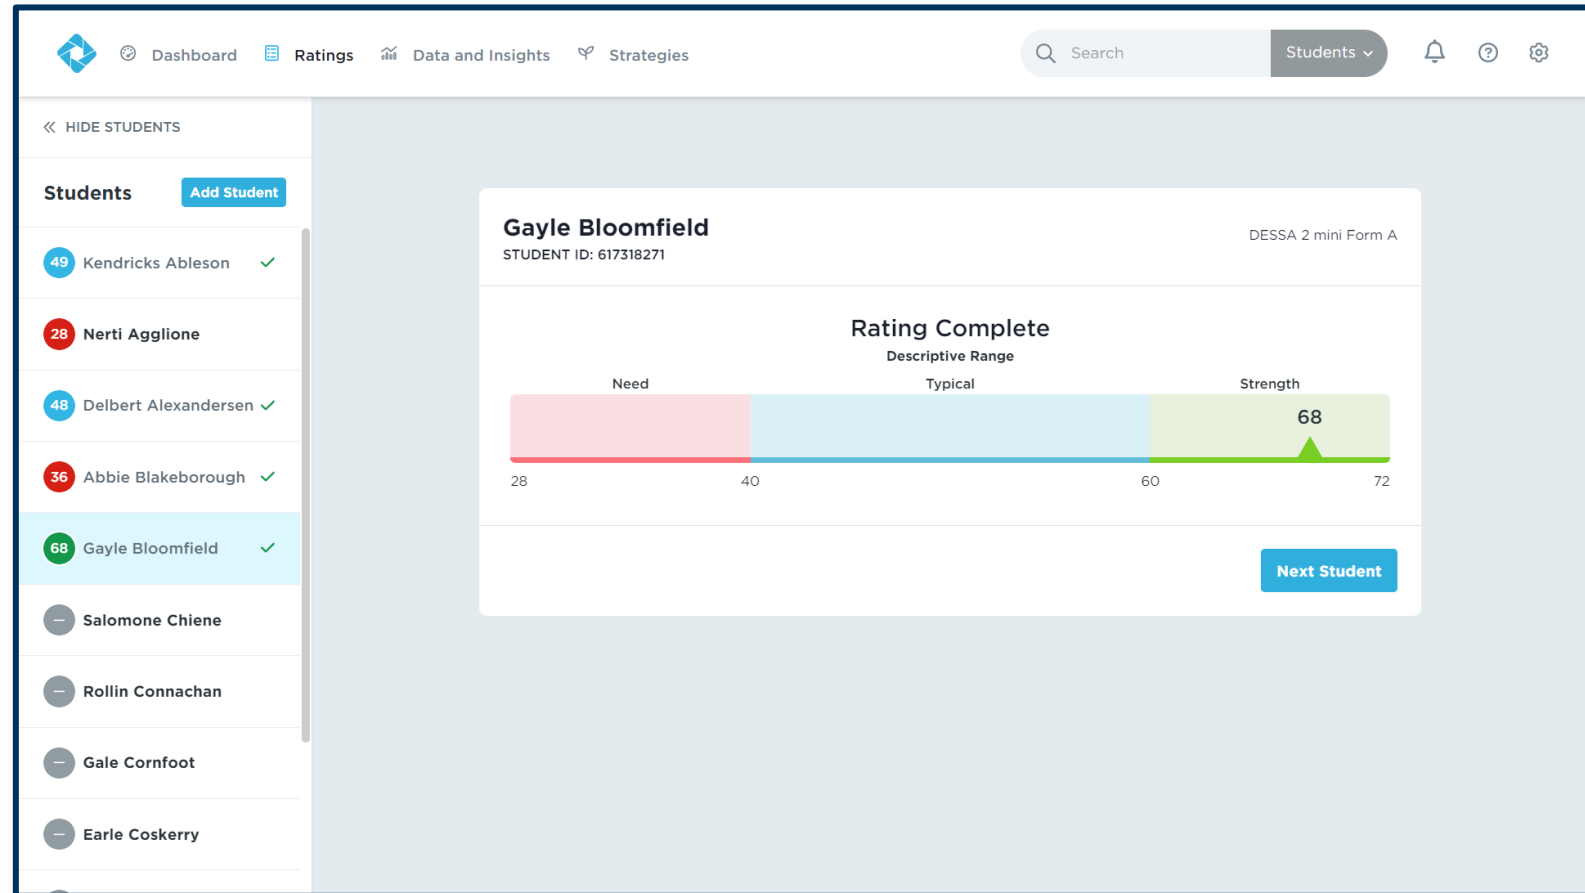 Dashboard Ratings Data and Insights Strategies Search Students
HIDE STUDENTS
Students Add Student
49 Kendricks Ableson
28 Nerti Agglione
48 Delbert Alexandersen
36 Abbie Blakeborough
68 Gayle Bloomfield
– Salomone Chiene
– Rollin Connachan
– Gale Cornfoot
– Earle Coskerry
Gayle Bloomfield
STUDENT ID: 617318271
DESSA 2 mini Form A
Rating Complete
Descriptive Range
Need Typical Strength
68
28 40 60 72
Next Student